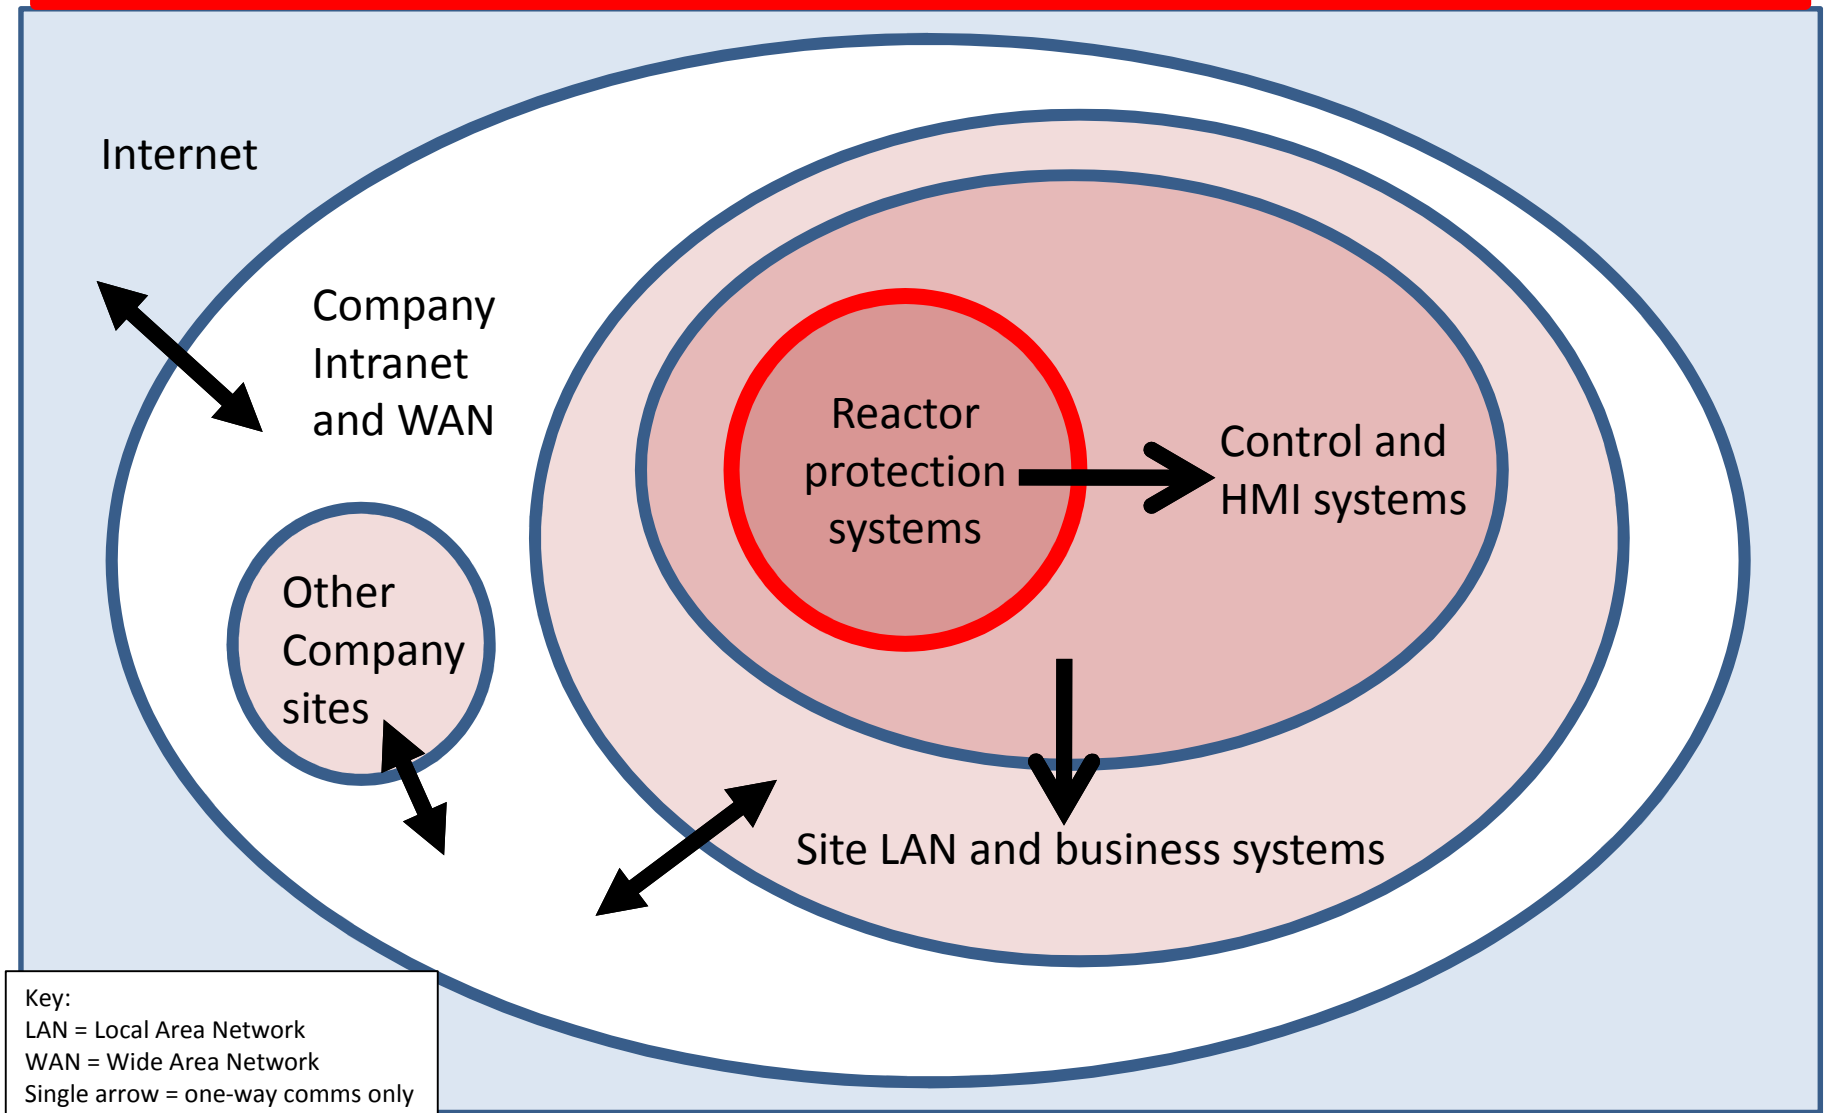 Internet
Company
Intranet
and WAN
Reactor
protection
systems
Control and
HMI systems
Other
Company
sites
Site LAN and business systems
Key:
LAN = Local Area Network
WAN = Wide Area Network
Single arrow = one-way comms only